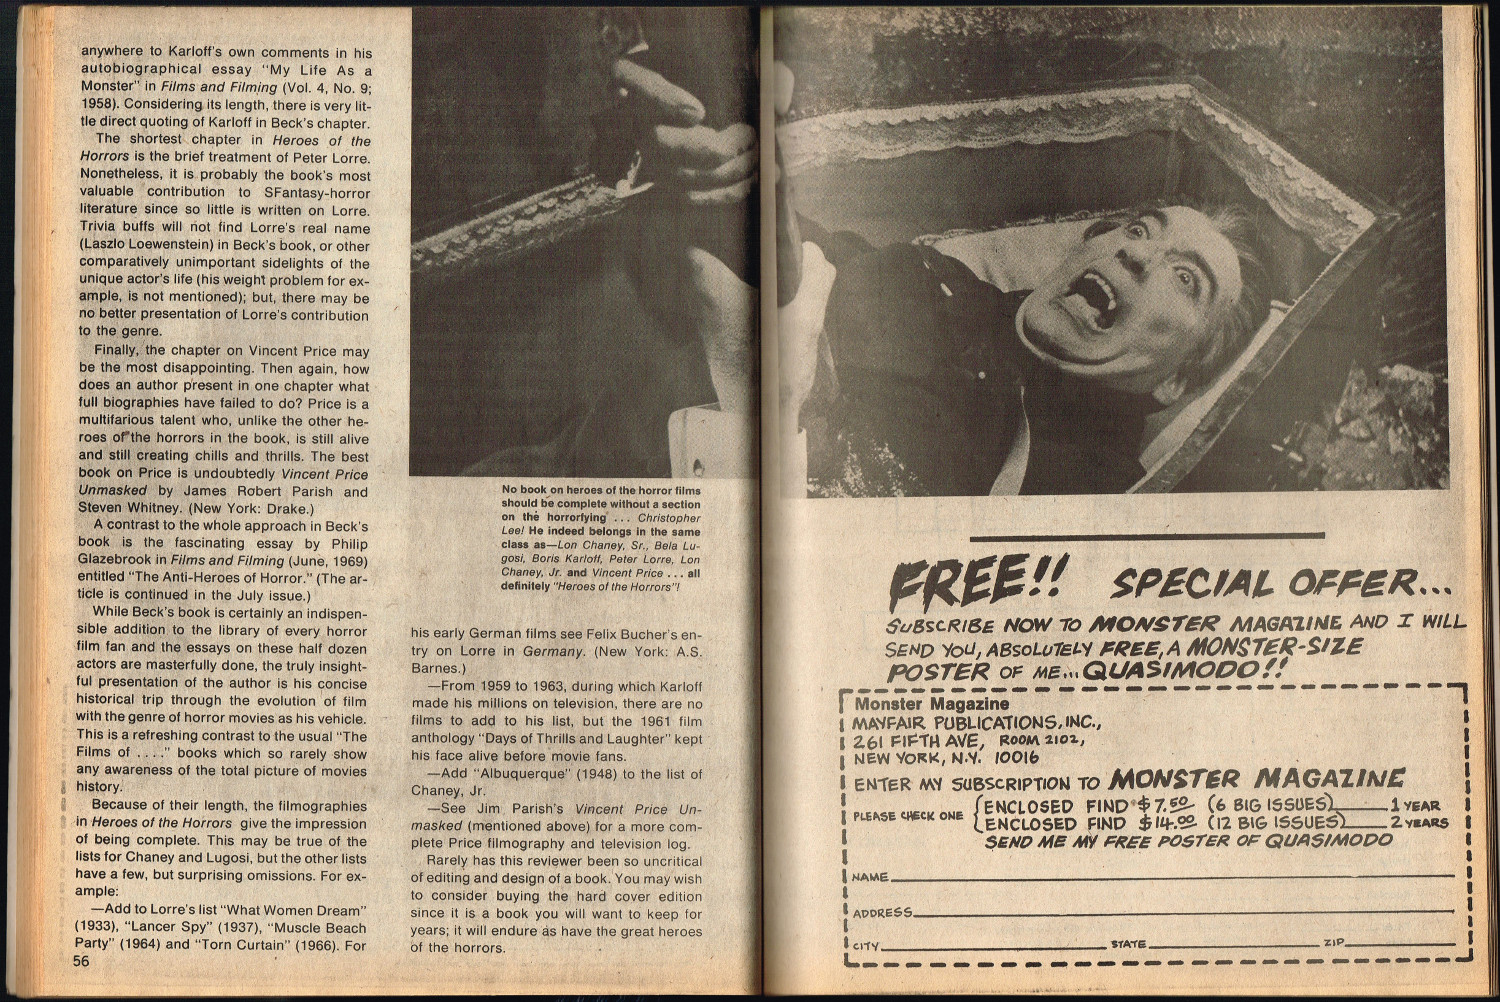 anywhere to Karloff's own comments in his
autobiographical essay "My Life As a
Monster" in Films and Filming (Vol. 4, No. 9;
1958). Considering its length, there is very lit-
tle direct quoting of Karloff in Beck's chapter.
The shortest chapter in Heroes of the
Horrors is the brief treatment of Peter Lorre.
Nonetheless, it is probably the book's most
valuable contribution to SFantasy-horror
literature since so little is written on Lorre.
Trivia buffs will not find Lorre's real name
(Laszlo Loewenstein) in Beck's book, or other
comparatively unimportant sidelights of the
unique actor's life (his weight problem for ex-
ample, is not mentioned); but, there may be
no better presentation of Lorre's contribution
to the genre.
Finally, the chapter on Vincent Price may
be the most disappointing. Then again, how
does an author present in one chapter what
full biographies have failed to do? Price is a
multifarious talent who, unlike the other he-
roes of the horrors in the book, is still alive
and still creating chills and thrills. The best
book on Price is undoubtedly Vincent Price
Unmasked by James Robert Parish and
Steven Whitney. (New York: Drake.)
A contrast to the whole approach in Beck's
book is the fascinating essay by Philip
Glazebrook in Films and Filming (June, 1969)
entitled "The Anti-Heroes of Horror." (The ar-
ticle is continued in the July issue.)
While Beck's book is certainly an indispen-
sible addition to the library of every horror
film fan and the essays on these half dozen
actors are masterfully done, the truly insight-
ful presentation of the author is his concise
historical trip through the evolution of film
with the genre of horror movies as his vehicle.
This is a refreshing contrast to the usual "The
Films of . . . ." books which so rarely show
any awareness of the total picture of movies
history.
Because of their length, the filmographies
in Heroes of the Horrors give the impression
of being complete. This may be true of the
lists for Chaney and Lugosi, but the other lists
have a few, but surprising omissions. For ex-
ample:
—Add to Lorre's list "What Women Dream"
(1933), "Lancer Spy" (1937), "Muscle Beach
Party" (1964) and "Torn Curtain" (1966). For
56
No book on heroes of the horror films
should be complete without a section
on the horrorfying . . . Christopher
Lee! He indeed belongs in the same
class as—Lon Chaney, Sr., Bela Lu-
gosi, Boris Karloff, Peter Lorre, Lon
Chaney, Jr. and Vincent Price . . . all
definitely "Heroes of the Horrors"!
his early German films see Felix Bucher's en-
try on Lorre in Germany. (New York: A.S.
Barnes.)
—From 1959 to 1963, during which Karloff
made his millions on television, there are no
films to add to his list, but the 1961 film
anthology "Days of Thrills and Laughter" kept
his face alive before movie fans.
—Add "Albuquerque" (1948) to the list of
Chaney, Jr.
—See Jim Parish's Vincent Price Un-
masked (mentioned above) for a more com-
plete Price filmography and television log.
Rarely has this reviewer been so uncritical
of editing and design of a book. You may wish
to consider buying the hard cover edition
since it is a book you will want to keep for
years; it will endure as have the great heroes
of the horrors.
FREE!! SPECIAL OFFER...
SUBSCRIBE NOW TO MONSTER MAGAZINE AND I WILL
SEND YOU, ABSOLUTELY FREE, A MONSTER-SIZE
POSTER OF ME... QUASIMODO!!
Monster Magazine
MAYFAIR PUBLICATIONS, INC.,
261 FIFTH AVE, ROOM 2102,
NEW YORK, N.Y. 10016
ENTER MY SUBSCRIPTION TO MONSTER MAGAZINE
PLEASE CHECK ONE
ENCLOSED FIND $7.50 (6 BIG ISSUES) 1 YEAR
ENCLOSED FIND $14.00 (12 BIG ISSUES) 2 YEARS
SEND ME MY FREE POSTER OF QUASIMODO
NAME
ADDRESS
CITY STATE ZIP